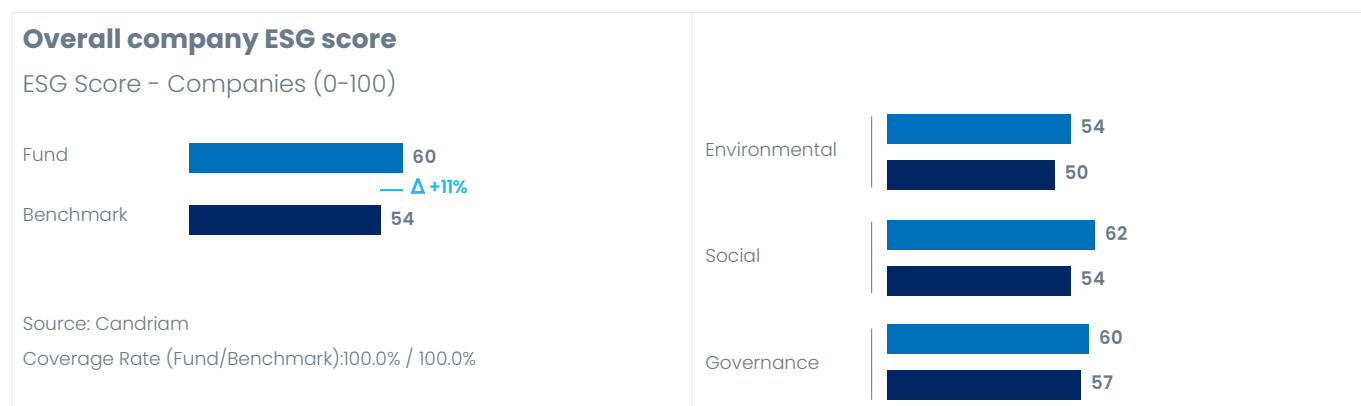 Overall company ESG score
ESG Score - Companies (0-100)
Fund
60
Δ +11%
Benchmark
54
Source: Candriam
Coverage Rate (Fund/Benchmark):100.0% / 100.0%
Environmental
54
50
Social
62
54
Governance
60
57